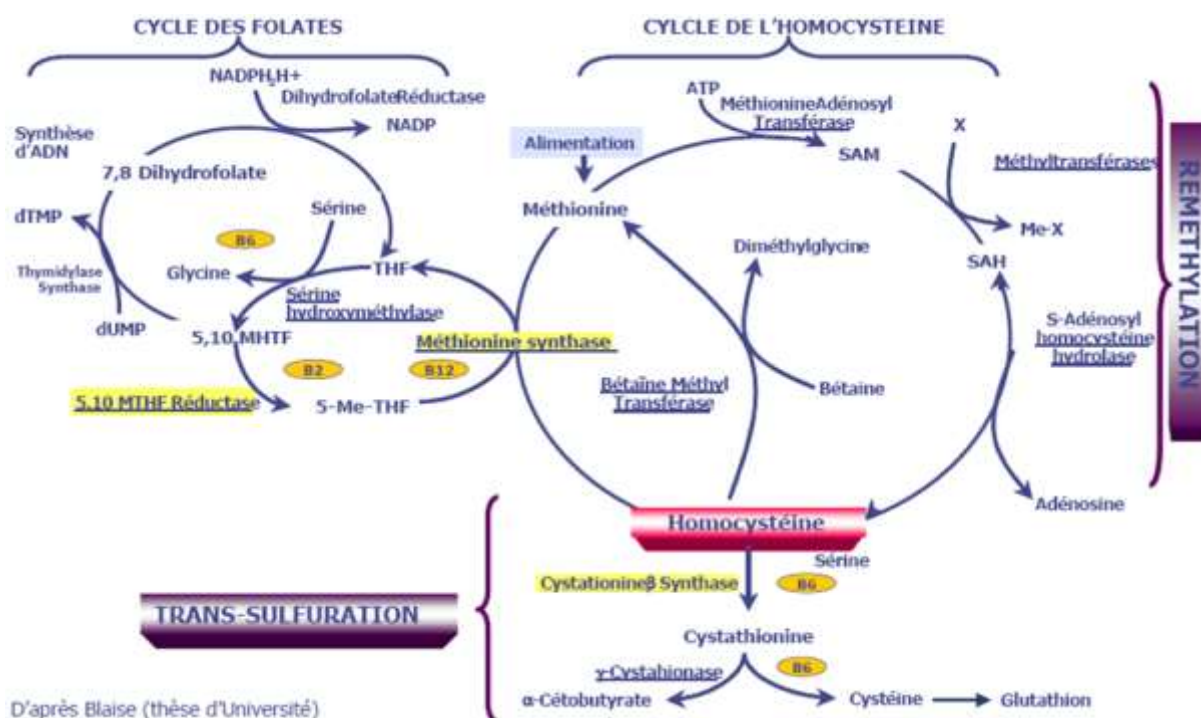 CYCLE DES FOLATES
CYLCLE DE L'HOMOCYSTEINE
NADPH,H+
DihydrofolateRéductase
NADP
Synthèse
d'ADN
7,8 Dihydrofolate
dTMP
Sérine
B6
Glycine
THF
Thymidylase
Synthase
Sérine
hydroxyméthylase
dUMP
5,10 MHTF
Méthionine synthase
B2
B12
5,10 MTHF Réductase
5-Me-THF
ATP
MéthionineAdénosyl
Transférase
Alimentation
SAM
X
Méthyltransférases
Méthionine
Me-X
Diméthylglycine
SAH
S-Adénosyl
homocystéine
hydrolase
Bétaïne Méthyl
Transférase
Bétaine
REMETHYLATION
Adénosine
Homocystéine
Sérine
Cystationineβ Synthase
B6
TRANS-SULFURATION
Cystathionine
γ-Cystahionase
B6
α-Cétobutyrate
Cystéine
Glutathion
D'après Blaise (thèse d'Université)